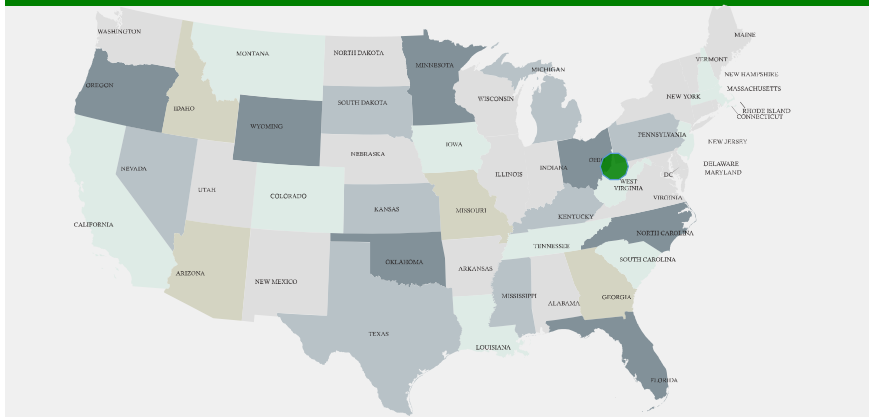 WASHINGTON
MONTANA
NORTH DAKOTA
MINNESOTA
MICHIGAN
MAINE
VERMONT
NEW HAMPSHIRE
OREGON
IDAHO
WYOMING
SOUTH DAKOTA
WISCONSIN
NEW YORK
MASSACHUSETTS
RHODE ISLAND
CONNECTICUT
NEVADA
UTAH
COLORADO
NEBRASKA
IOWA
ILLINOIS
INDIANA
PENNSYLVANIA
NEW JERSEY
DELAWARE
MARYLAND
DC
WEST
VIRGINIA
VIRGINIA
CALIFORNIA
KANSAS
MISSOURI
KENTUCKY
NORTH CAROLINA
TENNESSEE
SOUTH CAROLINA
ARIZONA
NEW MEXICO
OKLAHOMA
ARKANSAS
MISSISSIPPI
ALABAMA
GEORGIA
TEXAS
LOUISIANA
FLORIDA